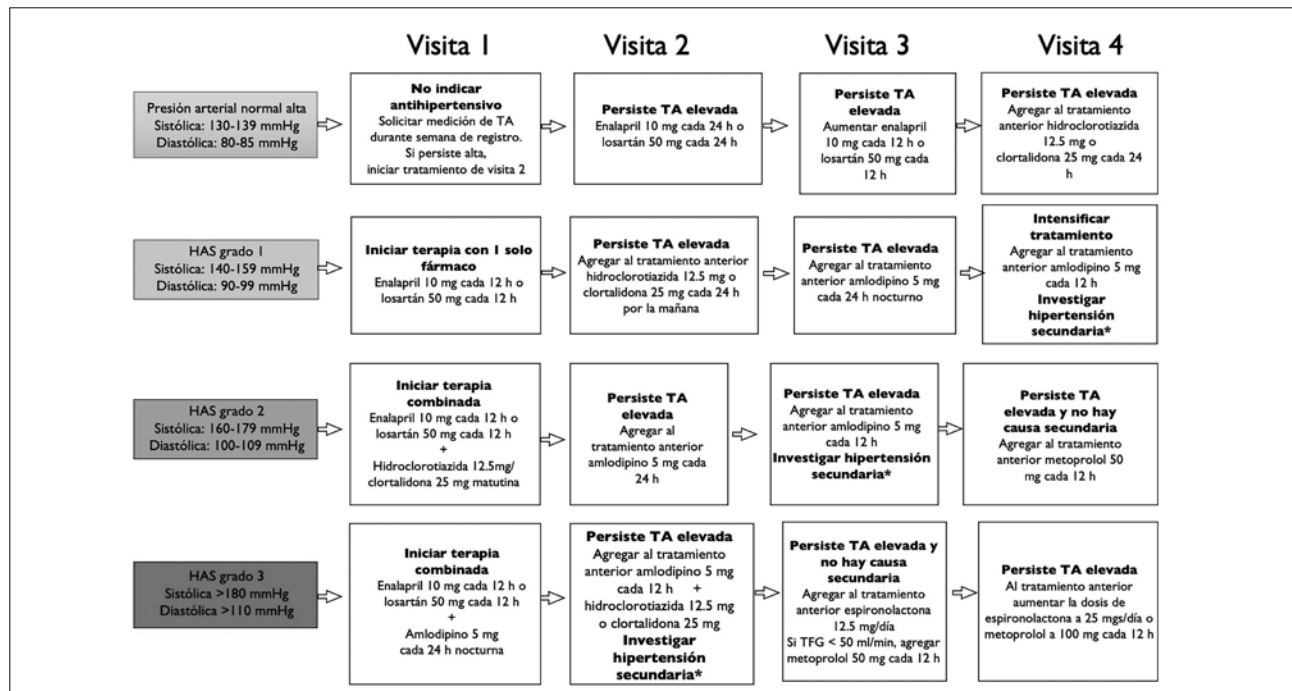 Visita 1
Visita 2
Visita 3
Visita 4
Presión arterial normal alta
Sistólica: 130-139 mmHg
Diastólica: 80-85 mmHg
No indicar
antihipertensivo
Solicitar medición de TA
durante semana de registro.
Si persiste alta,
iniciar tratamiento de visita 2
Persiste TA elevada
Enalapril 10 mg cada 24 h o
losartán 50 mg cada 24 h
Persiste TA
elevada
Aumentar enalapril
10 mg cada 12 h o
losartán 50 mg cada
12 h
Persiste TA elevada
Agregar al tratamiento
anterior hidroclorotiazida
12.5 mg o
clortalidona 25 mg cada 24
h
HAS grado 1
Sistólica: 140-159 mmHg
Diastólica: 90-99 mmHg
Iniciar terapia con 1 solo
fármaco
Enalapril 10 mg cada 12 h o
losartán 50 mg cada 12 h
Persiste TA elevada
Agregar al tratamiento anterior
hidroclorotiazida 12.5 mg o
clortalidona 25 mg cada 24 h
por la mañana
Persiste TA elevada
Agregar al tratamiento
anterior amlodipino 5 mg
cada 24 h nocturno
Intensificar
tratamiento
Agregar al tratamiento
anterior amlodipino 5 mg
cada 12 h
Investigar
hipertensión
secundaria*
HAS grado 2
Sistólica: 160-179 mmHg
Diastólica: 100-109 mmHg
Iniciar terapia
combinada
Enalapril 10 mg cada 12 h o
losartán 50 mg cada 12 h
+
Hidroclorotiazida 12.5mg/
clortalidona 25 mg matutina
Persiste TA
elevada
Agregar al
tratamiento anterior
amlodipino 5 mg cada
24 h
Persiste TA elevada
Agregar al tratamiento
anterior amlodipino 5 mg
cada 12 h
Investigar hipertensión
secundaria*
Persiste TA
elevada y no hay
causa secundaria
Agregar al tratamiento
anterior metoprolol 50
mg cada 12 h
HAS grado 3
Sistólica >180 mmHg
Diastólica >110 mmHg
Iniciar terapia
combinada
Enalapril 10 mg cada 12 h o
losartán 50 mg cada 12 h
+
Amlodipino 5 mg
cada 24 h nocturna
Persiste TA elevada
Agregar al tratamiento
anterior amlodipino 5 mg
cada 12 h +
hidroclorotiazida 12.5 mg
o clortalidona 25 mg
Investigar
hipertensión
secundaria*
Persiste TA elevada y
no hay causa
secundaria
Agregar al tratamiento
anterior espironolactona
12.5 mg/día
Si TFG < 50 ml/min, agregar
metoprolol 50 mg cada 12 h
Persiste TA elevada
Al tratamiento anterior
aumentar la dosis de
espironolactona a 25 mgs/día o
metoprolol a 100 mg cada 12 h